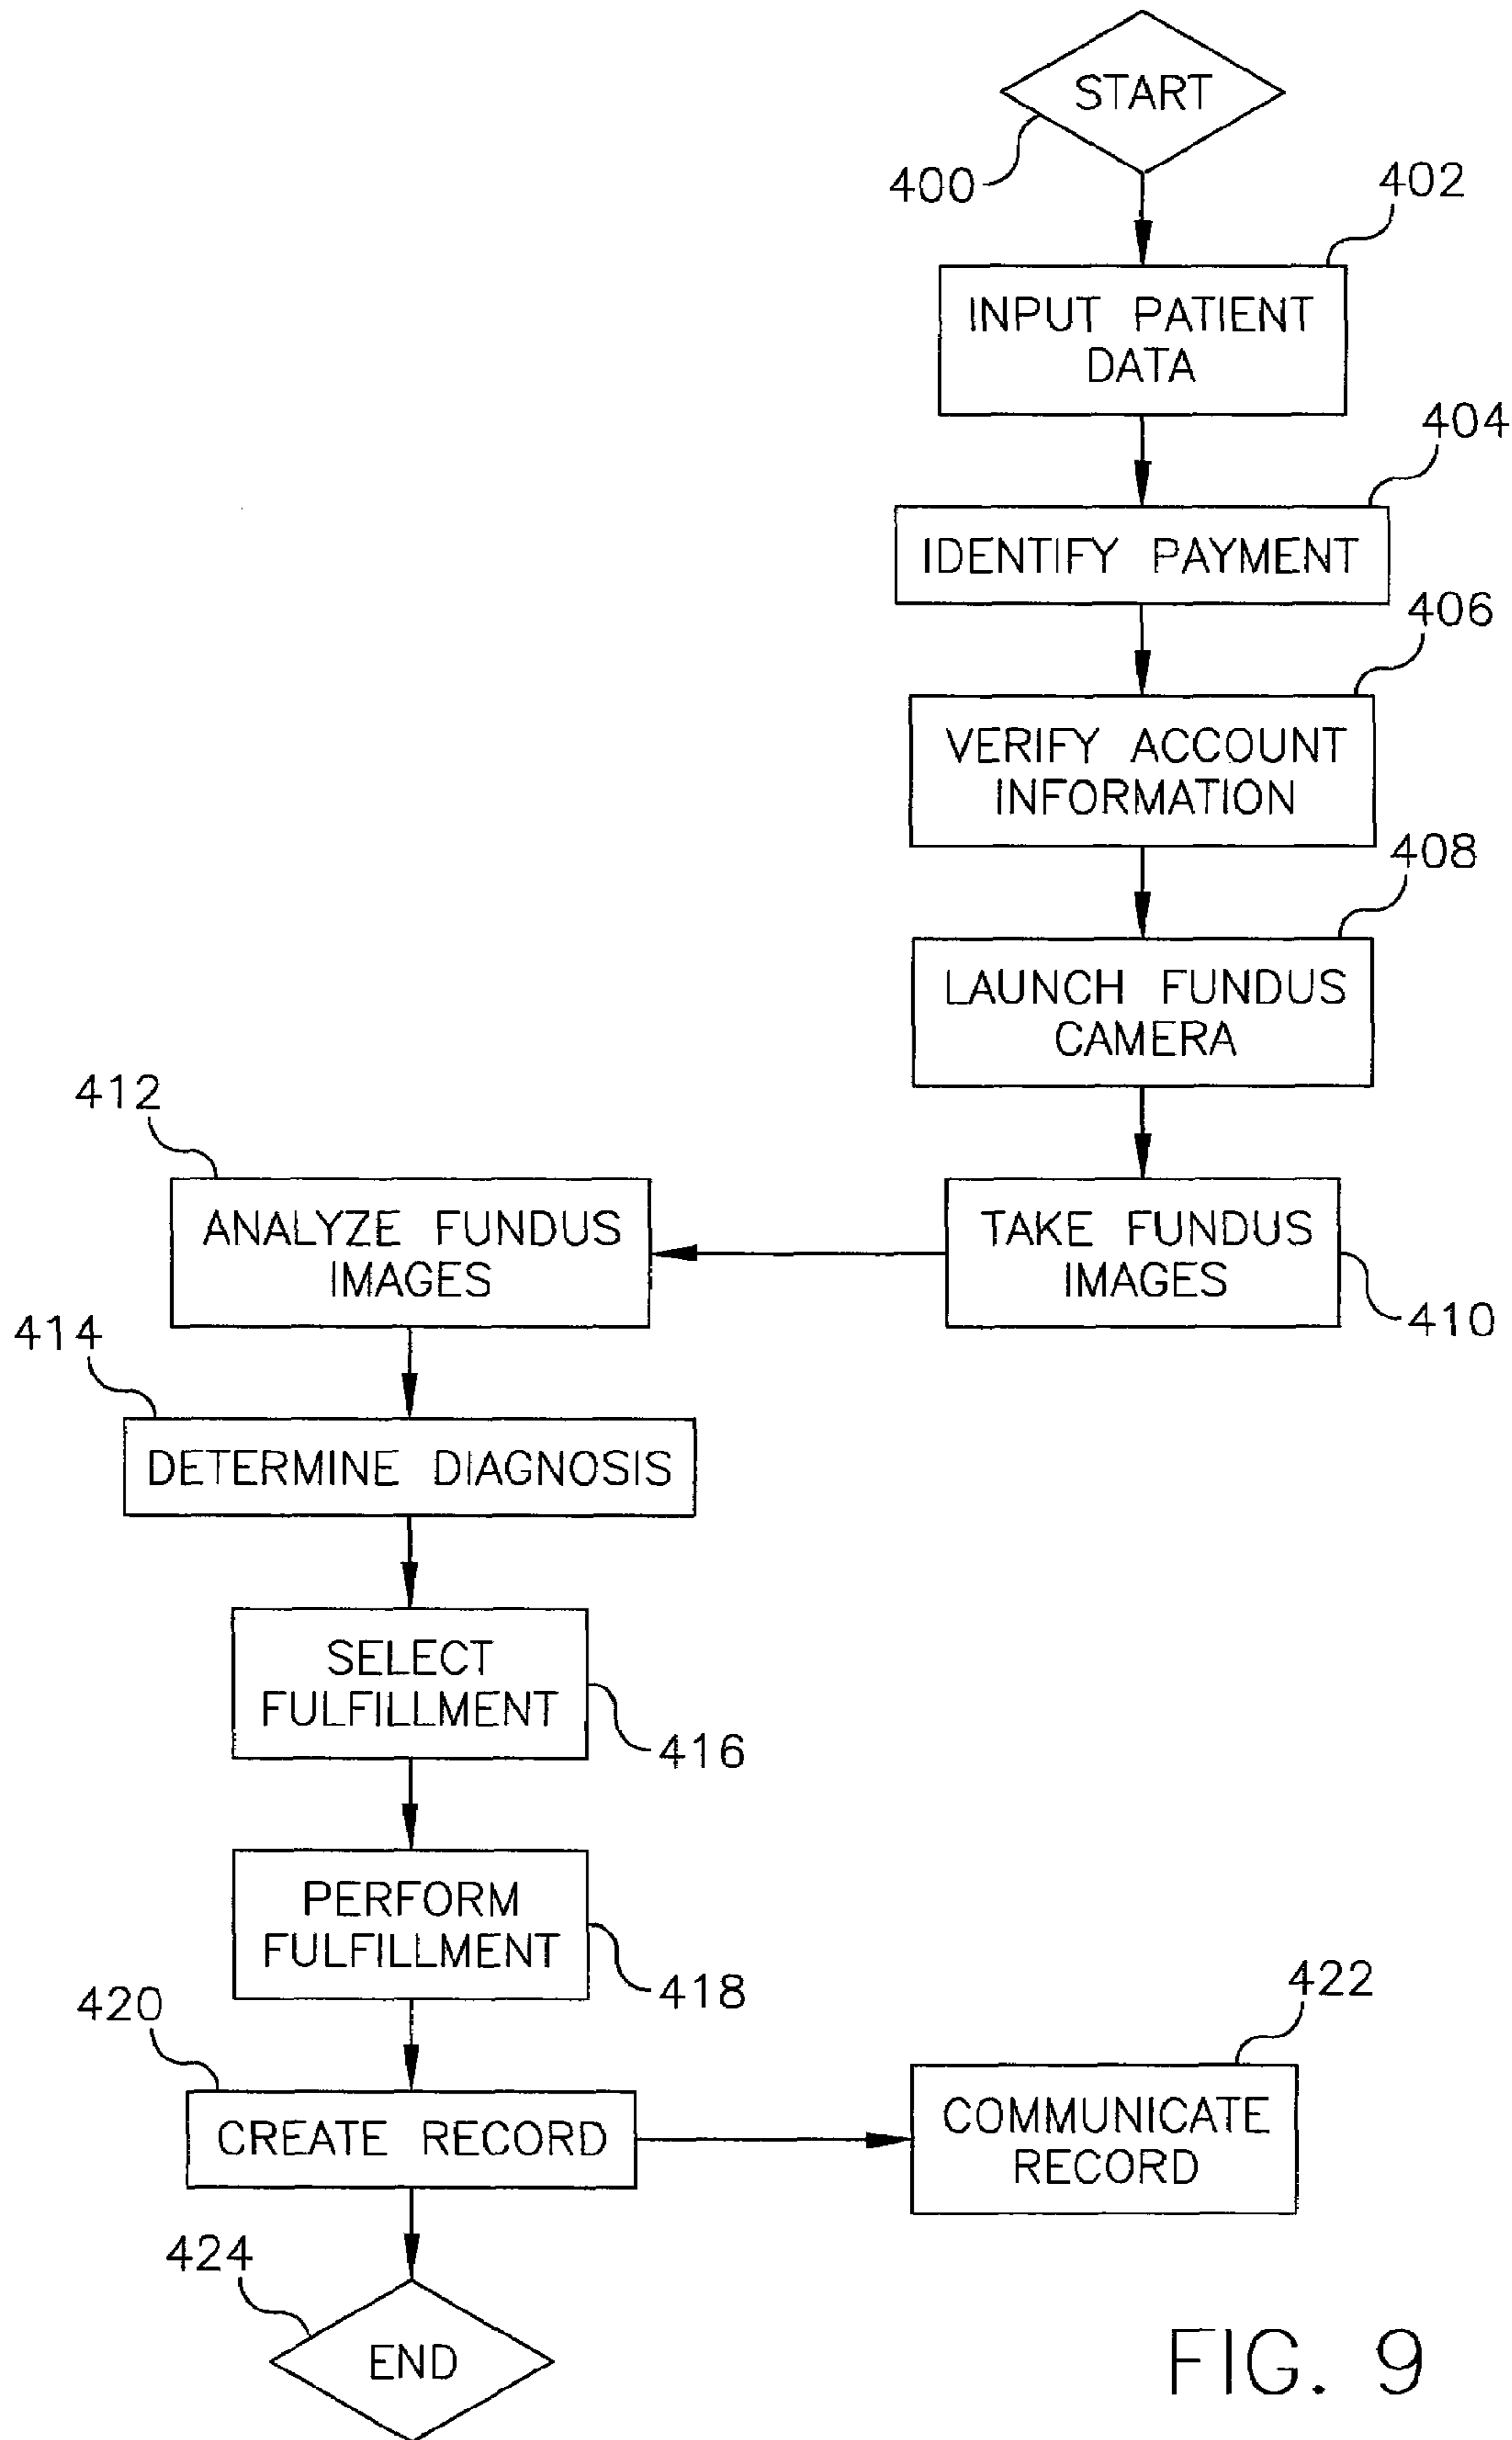 START
400
402
INPUT PATIENT
DATA
404
IDENTIFY PAYMENT
406
VERIFY ACCOUNT
INFORMATION
408
LAUNCH FUNDUS
CAMERA
412
ANALYZE FUNDUS
IMAGES
TAKE FUNDUS
IMAGES
410
414
DETERMINE DIAGNOSIS
SELECT
FULFILLMENT
416
PERFORM
FULFILLMENT
418
420
CREATE RECORD
422
COMMUNICATE
RECORD
424
END
FIG. 9